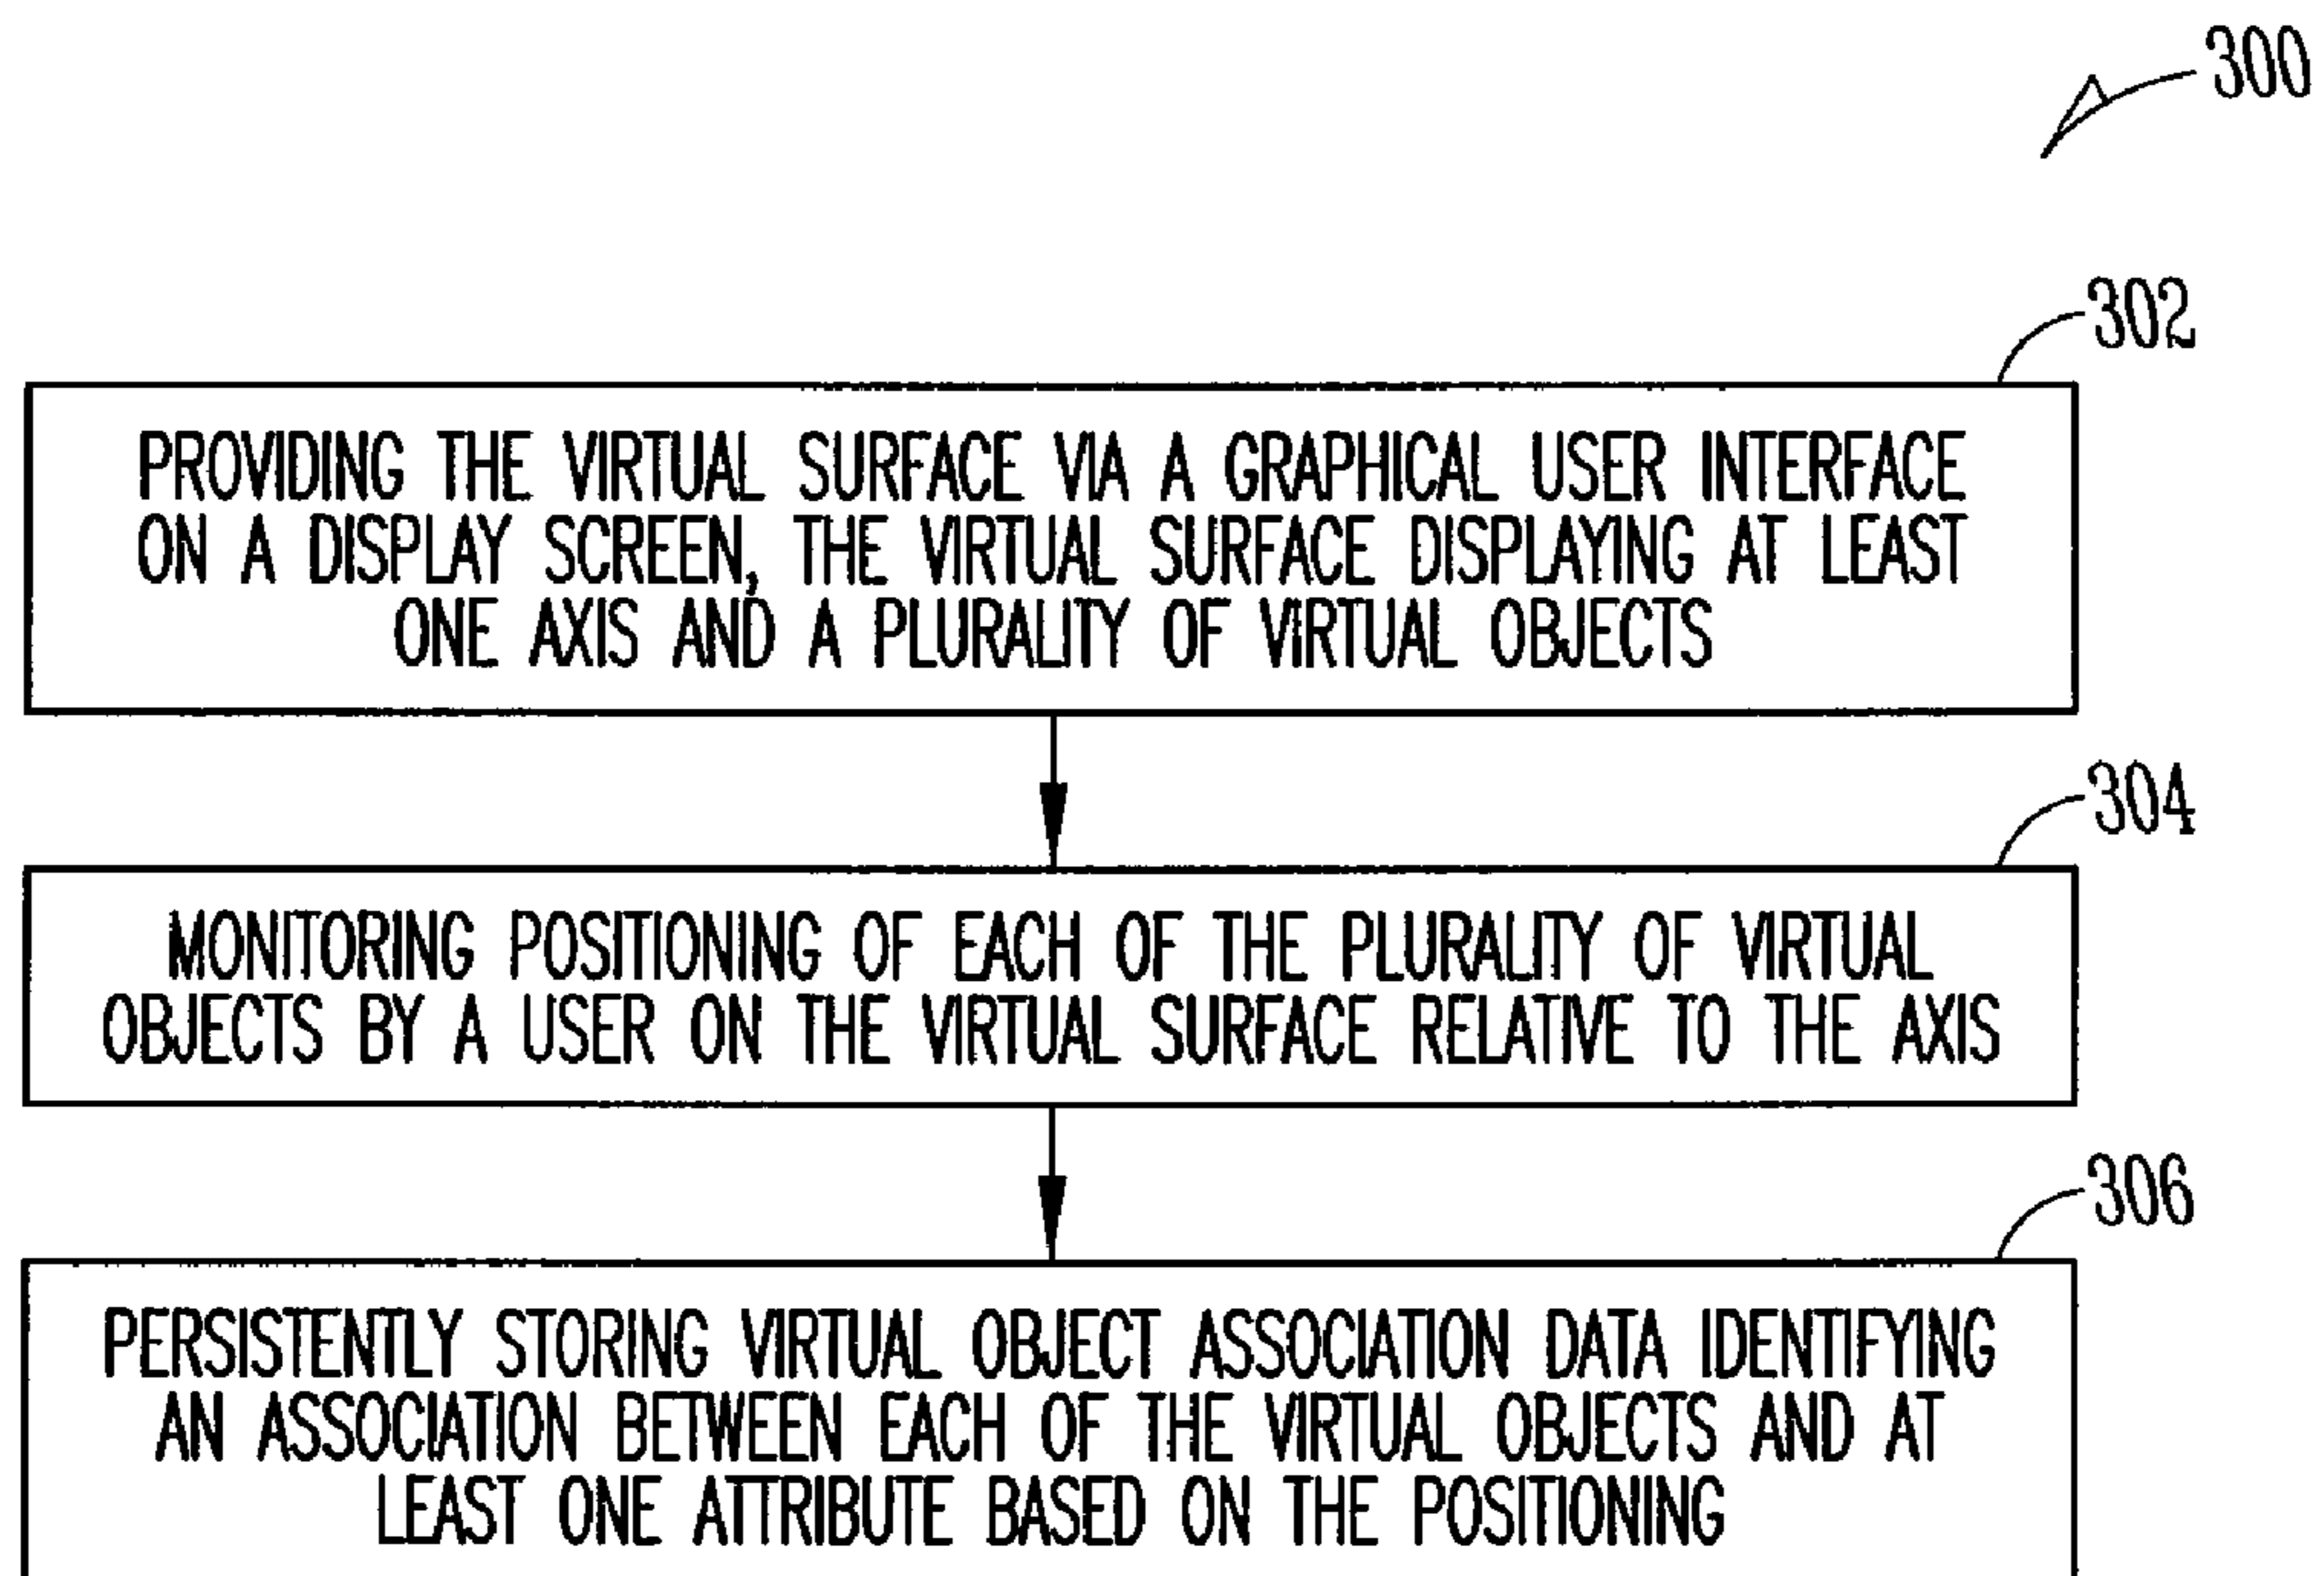 300
302
PROVIDING THE VIRTUAL SURFACE VIA A GRAPHICAL USER INTERFACE
ON A DISPLAY SCREEN, THE VIRTUAL SURFACE DISPLAYING AT LEAST
ONE AXIS AND A PLURALITY OF VIRTUAL OBJECTS
304
MONITORING POSITIONING OF EACH OF THE PLURALITY OF VIRTUAL
OBJECTS BY A USER ON THE VIRTUAL SURFACE RELATIVE TO THE AXIS
306
PERSISTENTLY STORING VIRTUAL OBJECT ASSOCIATION DATA IDENTIFYING
AN ASSOCIATION BETWEEN EACH OF THE VIRTUAL OBJECTS AND AT
LEAST ONE ATTRIBUTE BASED ON THE POSITIONING